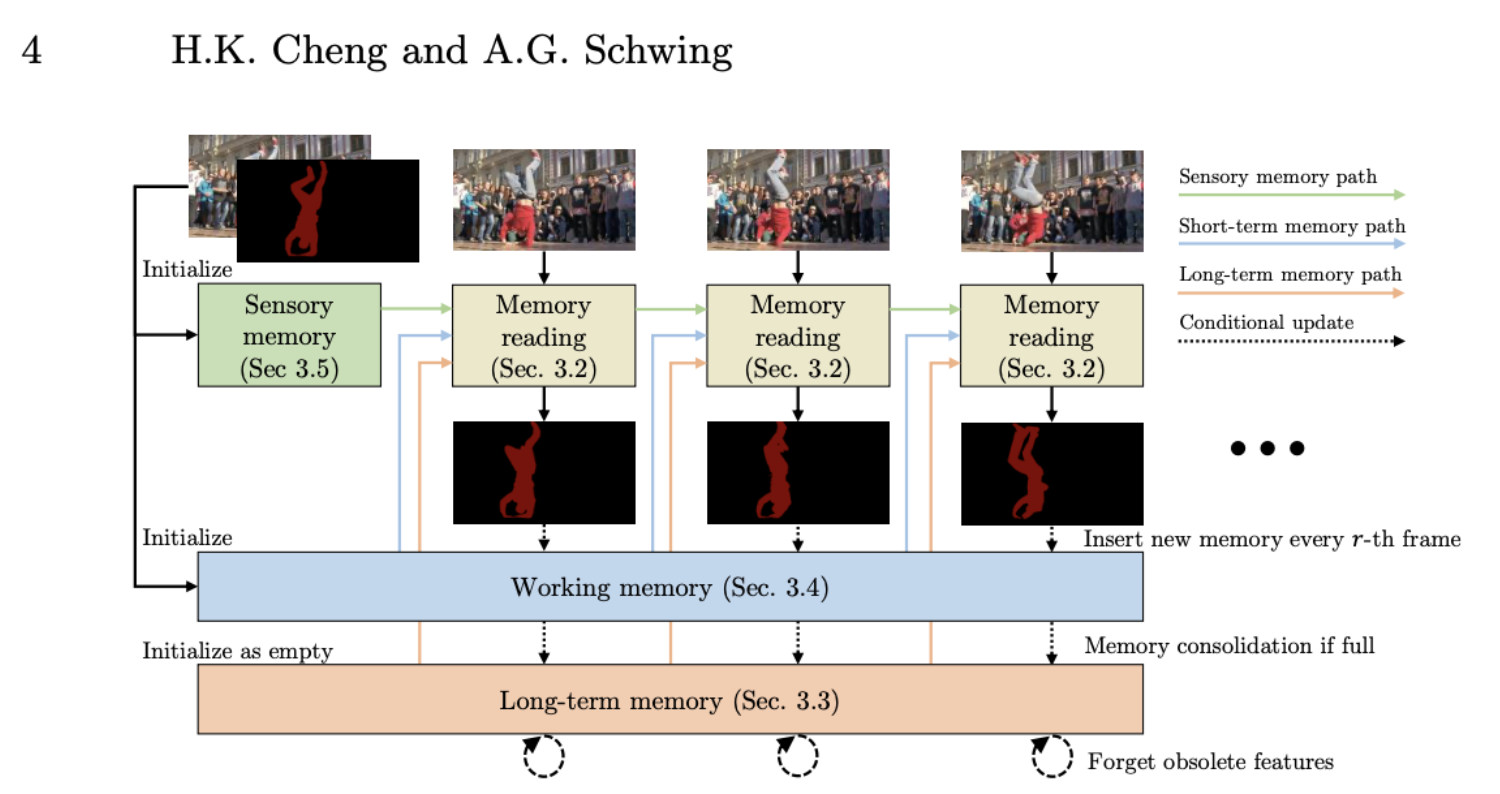 4 H.K. Cheng and A.G. Schwing
Sensory memory path
Short-term memory path
Long-term memory path
Conditional update
Initialize
Sensory
memory
(Sec 3.5)
Memory
reading
(Sec. 3.2)
Memory
reading
(Sec. 3.2)
Memory
reading
(Sec. 3.2)
Initialize
Insert new memory every r-th frame
Working memory (Sec. 3.4)
Initialize as empty
Memory consolidation if full
Long-term memory (Sec. 3.3)
Forget obsolete features